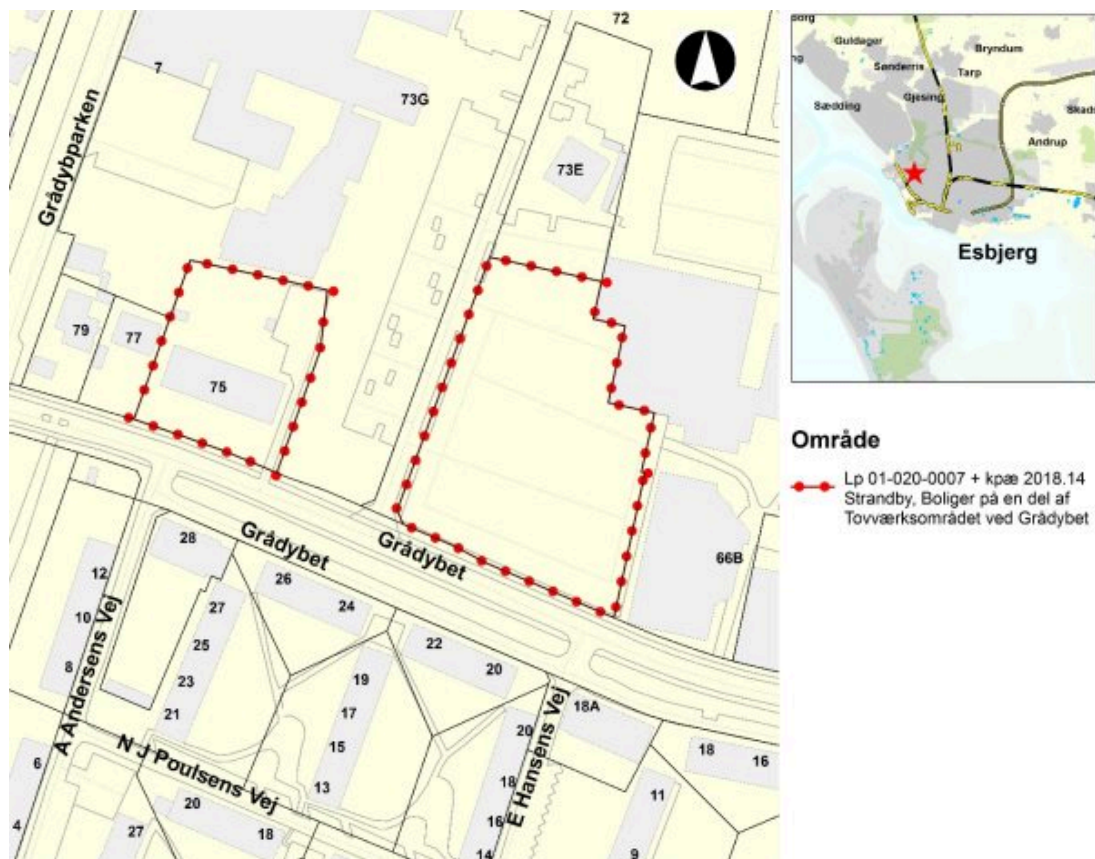 72
7
73G
73E
Grådybparken
79
77
75
66B
Grådybet
Grådybet
28
26
24
22
20
12
10
8
27
25
23
21
19
17
15
13
A Andersens Vej
N J Poulsens Vej
E Hansens Vej
18A
20
18
16
14
18
16
11
9
6
4
20
18
27
Guldager
Bryndum
Sønderris
Tarp
Gjesing
Sædding
Skads
Andrup
Esbjerg
Område
Lp 01-020-0007 + kpæ 2018.14
Strandby, Boliger på en del af
Tovværksområdet ved Grådybet